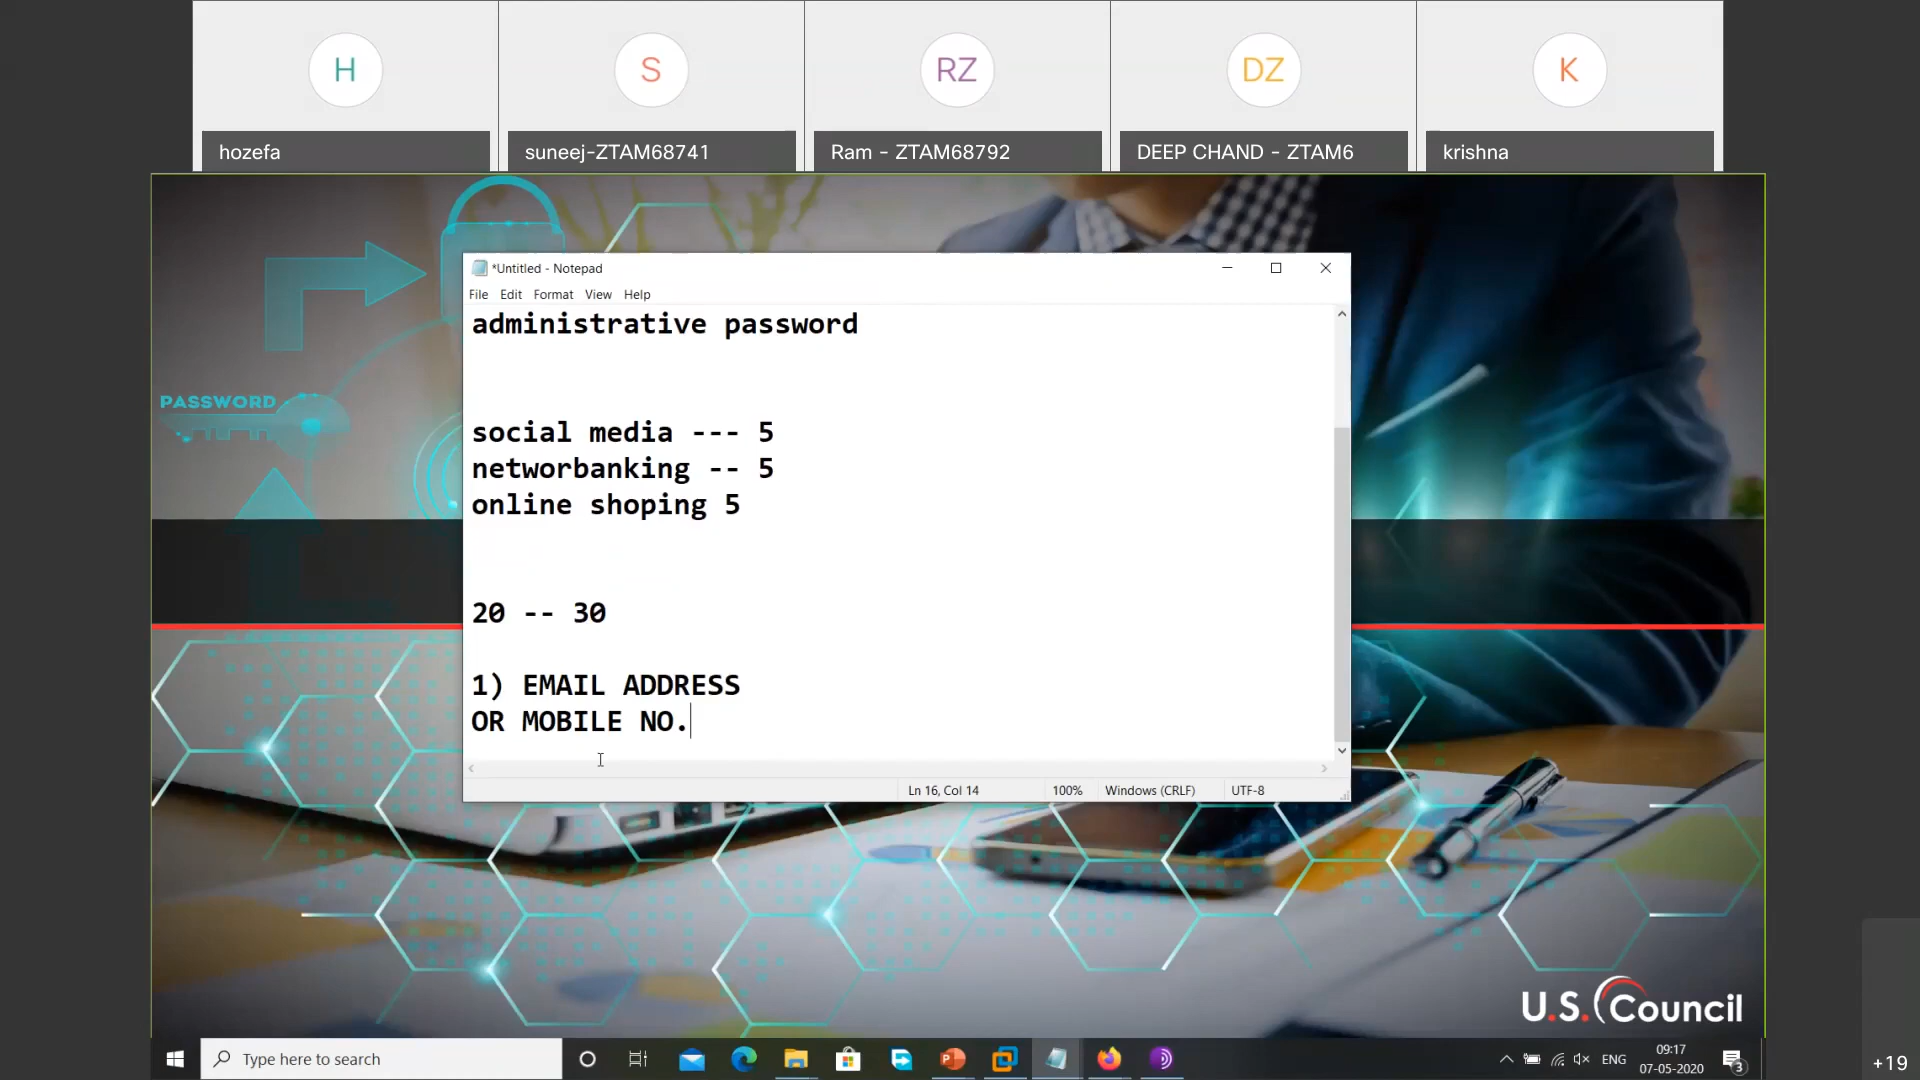 H
S
RZ
DZ
K
hozefa
suneej-ZTAM68741
Ram - ZTAM68792
DEEP CHAND - ZTAM6
krishna
*Untitled - Notepad
File Edit Format View Help
administrative password
social media --- 5
networbanking -- 5
online shoping 5
20 -- 30
1) EMAIL ADDRESS
OR MOBILE NO.
Ln 16, Col 14
100%
Windows (CRLF)
UTF-8
PASSWORD
U.S. Council
Type here to search
ENG
09:17
07-05-2020
3
+19